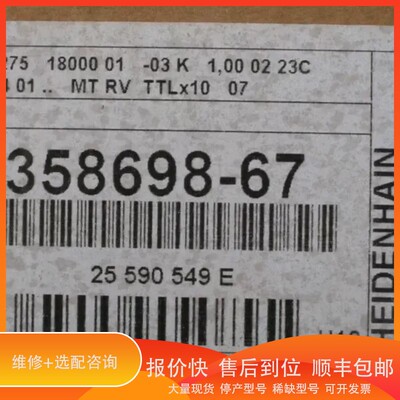 275 18000 01 -03 K 1,00 02 23C
4 01 .. MT RV TTLx10 07
358698-67
25 590 549 E
HEIDENHAIN
维修+选配咨询
报价快 售后到位 顺丰包邮
大量现货 停产型号 稀缺型号 可开发票